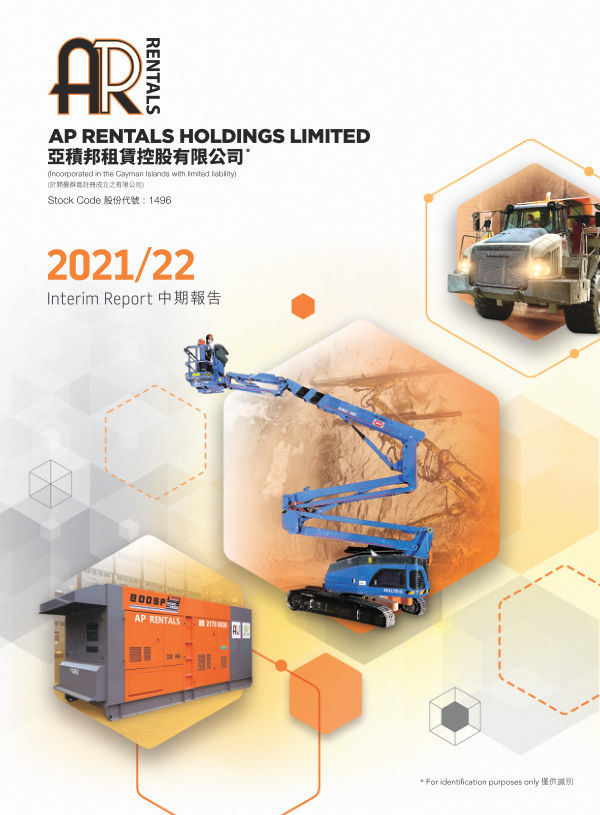 AP
RENTALS
AP RENTALS HOLDINGS LIMITED
亞積邦租賃控股有限公司*
(Incorporated in the Cayman Islands with limited liability)
(於開曼群島註冊成立之有限公司)
Stock Code 股份代號：1496
2021/22
Interim Report 中期報告
800SP
AP RENTALS
* For identification purposes only 僅供識別